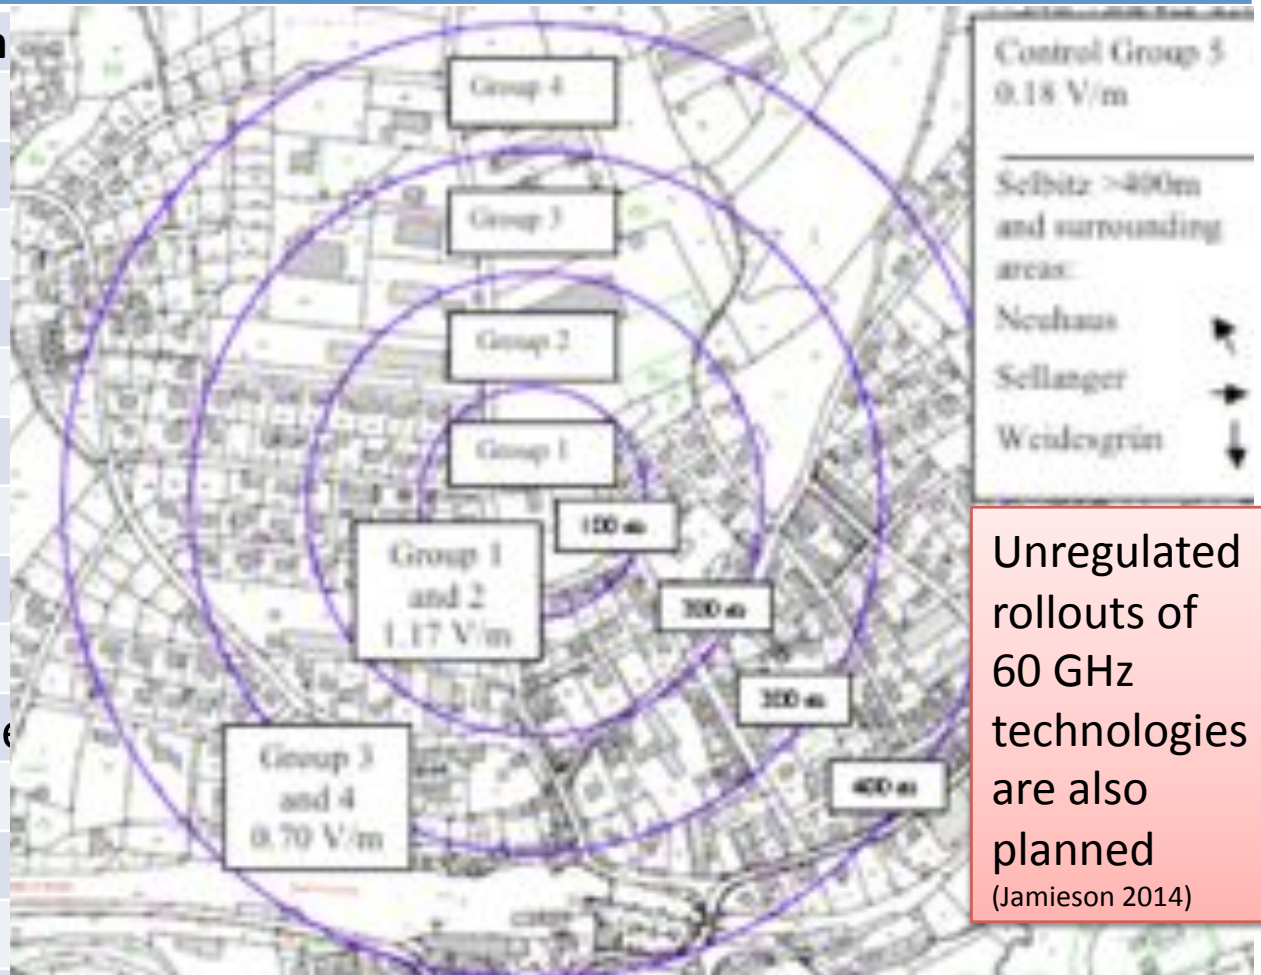 Group 4
Group 3
Group 2
Group 1
100 m
Group 1
and 2
1.17 V/m
200 m
300 m
Group 3
and 4
0.70 V/m
400 m
Control Group 5
0.18 V/m
Selbitz >400m
and surrounding
areas:
Neuhaus
Sellanger
Weidesgrün
Unregulated
rollouts of
60 GHz
technologies
are also
planned
(Jamieson 2014)